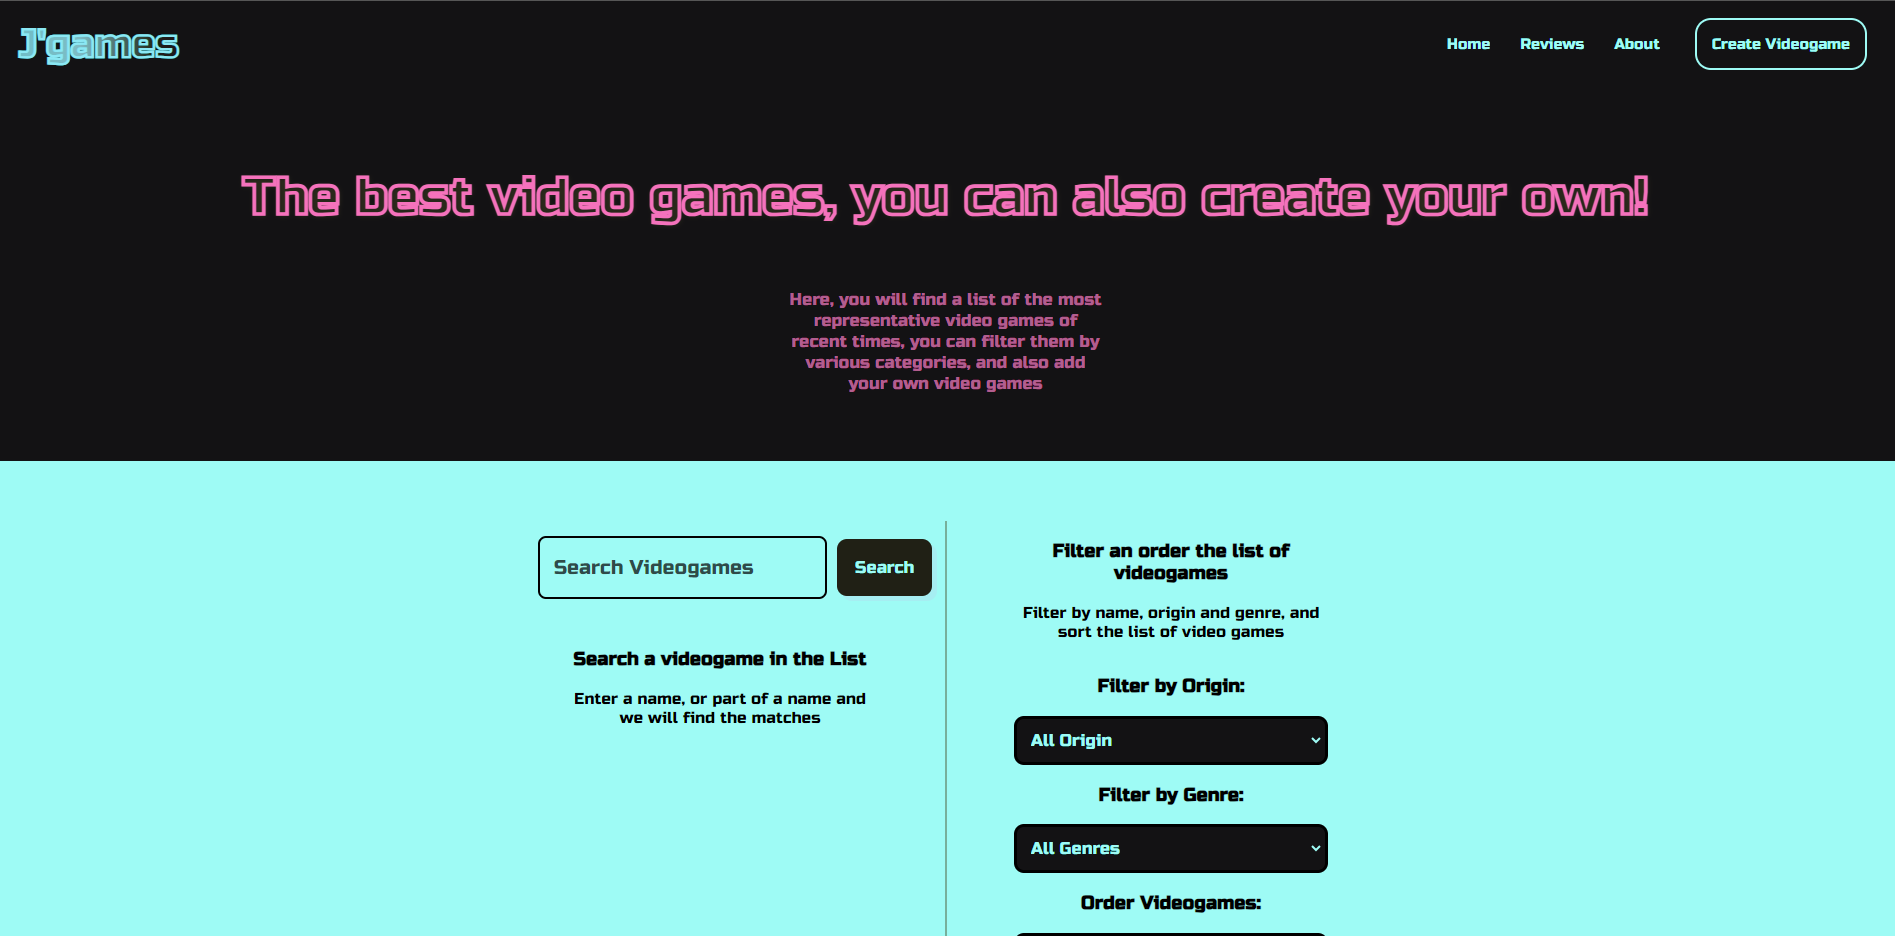 J'games
Home
Reviews
About
Create Videogame
The best video games, you can also create your own!
Here, you will find a list of the most
representative video games of
recent times, you can filter them by
various categories, and also add
your own video games
Search Videogames
Search
Search a videogame in the List
Enter a name, or part of a name and
we will find the matches
Filter an order the list of
videogames
Filter by name, origin and genre, and
sort the list of video games
Filter by Origin:
All Origin
Filter by Genre:
All Genres
Order Videogames: